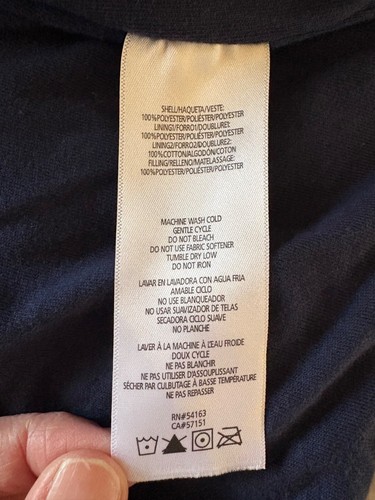 SHELL/HAQUETA/VESTE:
100%POLYESTER/POLIÉSTER/POLYESTER
LINING1/FORRO1/DOUBLURE1:
100%POLYESTER/POLIÉSTER/POLYESTER
LINING2/FORRO2/DOUBLURE2:
100%COTTON/ALGODÓN/COTON
FILLING/RELLENO/MATELASSAGE:
100%POLYESTER/POLIÉSTER/POLYESTER
MACHINE WASH COLD
GENTLE CYCLE
DO NOT BLEACH
DO NOT USE FABRIC SOFTENER
TUMBLE DRY LOW
DO NOT IRON
LAVAR EN LAVADORA CON AGUA FRIA
AMABLE CICLO
NO USE BLANQUEADOR
NO USAR SUAVIZADOR DE TELAS
SECADORA CICLO SUAVE
NO PLANCHE
LAVER À LA MACHINE À L'EAU FROIDE
DOUX CYCLE
NE PAS BLANCHIR
NE PAS UTILISER D'ASSOUPLISSANT
SÉCHER PAR CULBUTAGE À BASSE TEMPÉRATURE
NE PAS REPASSER
RN#54163
CA#57151